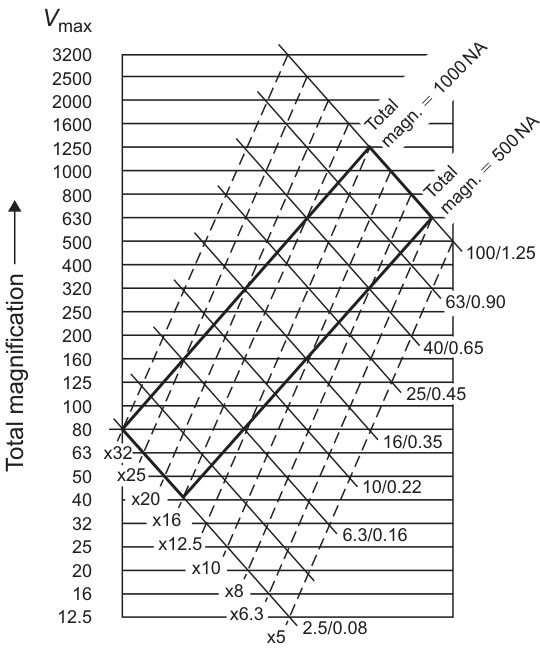 Vmax
3200
2500
2000
1600
1250
1000
800
630
500
400
320
250
200
160
125
100
80
63
50
40
32
25
20
16
12.5
Total magnification
Total
magn. = 1000 NA
Total
magn. = 500 NA
100/1.25
63/0.90
40/0.65
25/0.45
16/0.35
10/0.22
6.3/0.16
2.5/0.08
x32
x25
x20
x16
x12.5
x10
x8
x6.3
x5